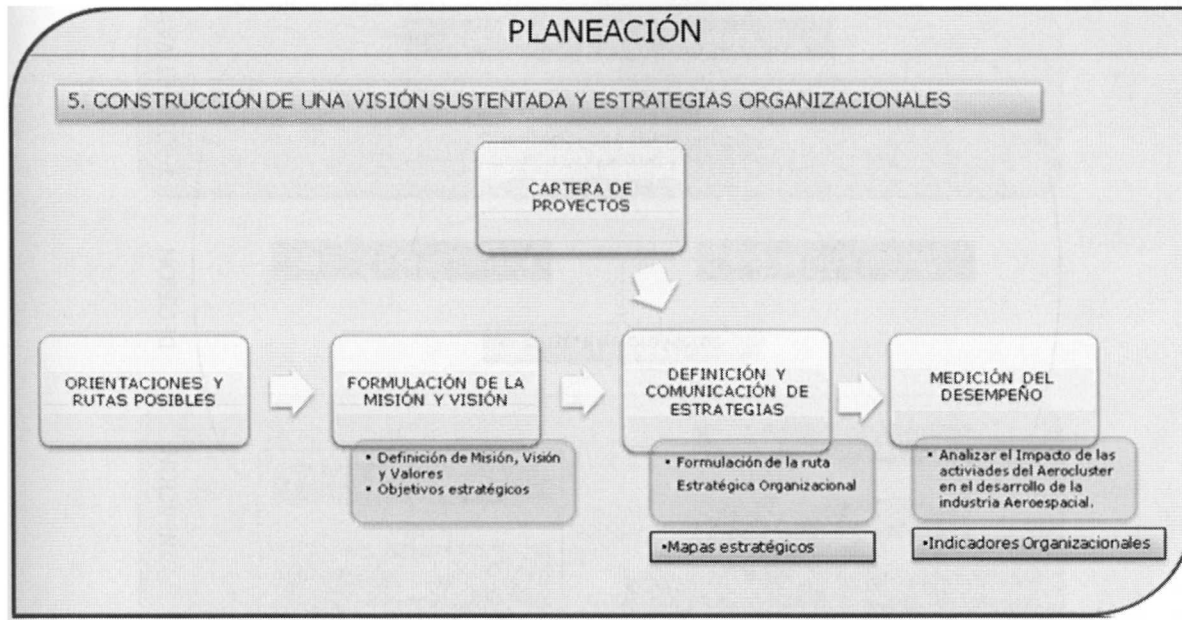 PLANEACIÓN
5. CONSTRUCCIÓN DE UNA VISIÓN SUSTENTADA Y ESTRATEGIAS ORGANIZACIONALES
CARTERA DE
PROYECTOS
ORIENTACIONES Y
RUTAS POSIBLES
FORMULACIÓN DE LA
MISIÓN Y VISIÓN
• Definición de Misión, Visión
y Valores
• Objetivos estratégicos
DEFINICIÓN Y
COMUNICACIÓN DE
ESTRATEGIAS
• Formulación de la ruta
Estratégica Organizacional
•Mapas estratégicos
MEDICIÓN DEL
DESEMPEÑO
• Analizar el Impacto de las
activiades del Aerocluster
en el desarrollo de la
industria Aeroespacial.
•Indicadores Organizacionales